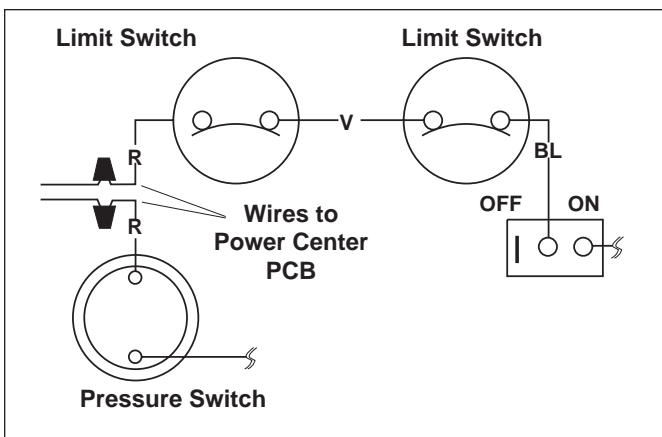 Limit Switch
Limit Switch
V
R
BL
OFF ON
Wires to
Power Center
PCB
R
Pressure Switch